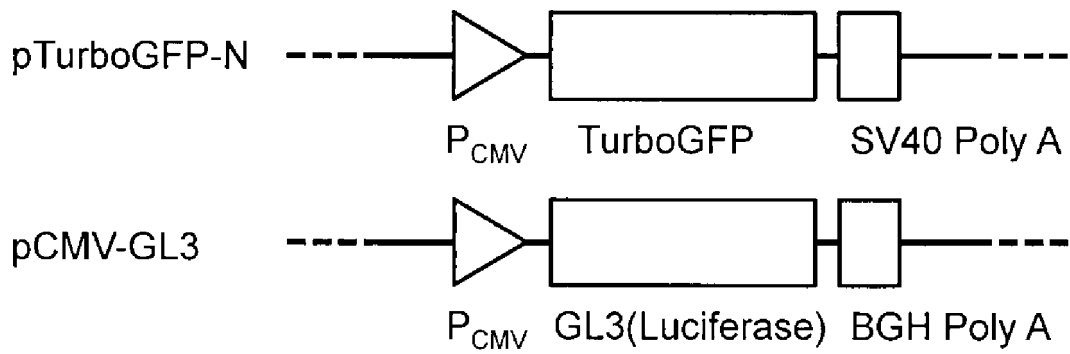 pTurboGFP-N
PCMV TurboGFP SV40 Poly A
pCMV-GL3
PCMV GL3(Luciferase) BGH Poly A